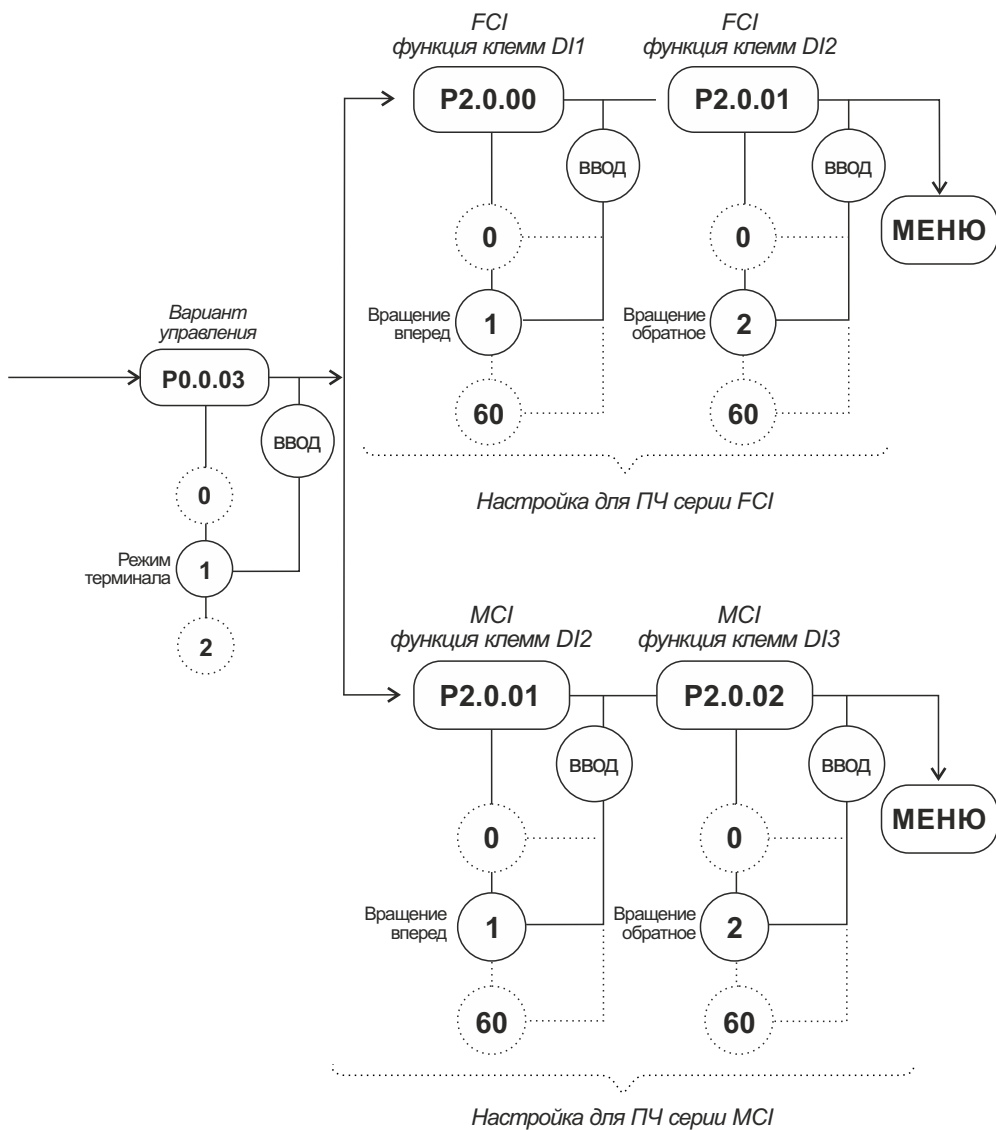 FCI
функция клемм DI1
FCI
функция клемм DI2
P2.0.00
P2.0.01
ВВОД
ВВОД
МЕНЮ
0
0
Вращение
вперед
1
Вращение
обратное
2
60
60
Настройка для ПЧ серии FCI
Вариант
управления
P0.0.03
ВВОД
0
Режим
терминала
1
2
MCI
функция клемм DI2
MCI
функция клемм DI3
P2.0.01
P2.0.02
ВВОД
ВВОД
МЕНЮ
0
0
Вращение
вперед
1
Вращение
обратное
2
60
60
Настройка для ПЧ серии MCI